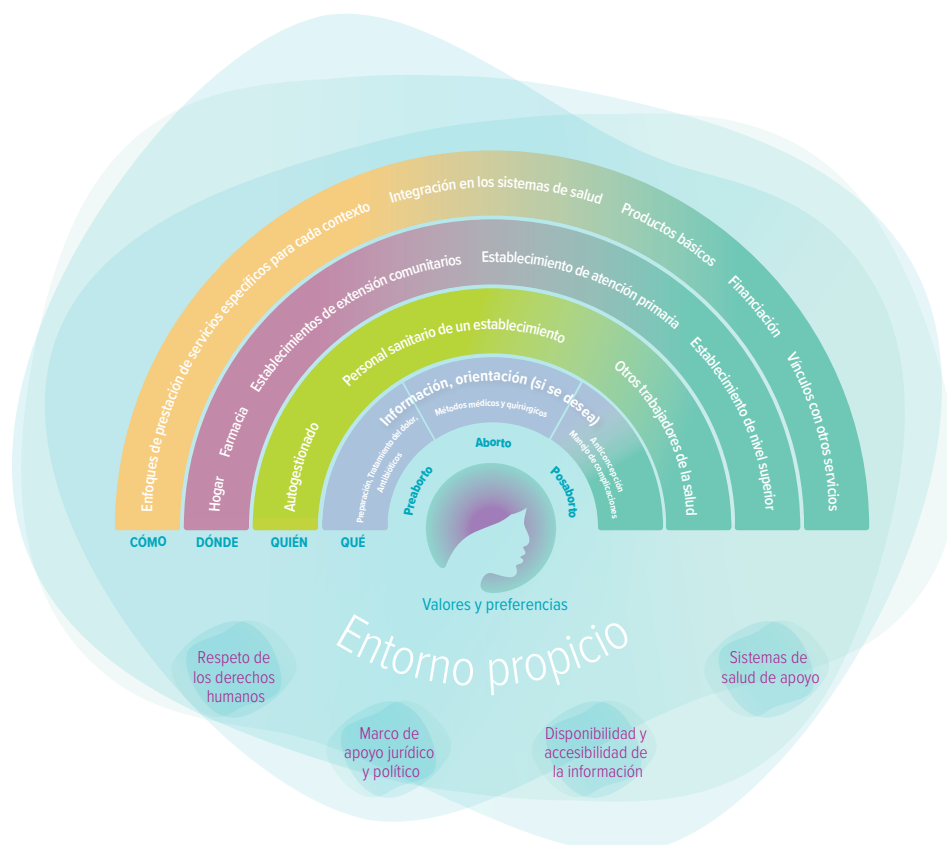 Enfoques de prestación de servicios específicos para cada contexto
Integración en los sistemas de salud
Productos básicos
Financiación
Vínculos con otros servicios
Hogar
Farmacia
Establecimientos de extensión comunitarios
Establecimiento de atención primaria
Establecimiento de nivel superior
Autogestionado
Personal sanitario de un establecimiento
Otros trabajadores de la salud
Información, orientación (si se desea)
Preparación, Tratamiento del dolor,
Antibióticos
Métodos médicos y quirúrgicos
Anticoncepción
Manejo de complicaciones
Preaborto
Aborto
Posaborto
CÓMO
DÓNDE
QUIÉN
QUÉ
Valores y preferencias
Entorno propicio
Respeto de
los derechos
humanos
Marco de
apoyo jurídico
y político
Disponibilidad y
accesibilidad de
la información
Sistemas de
salud de apoyo